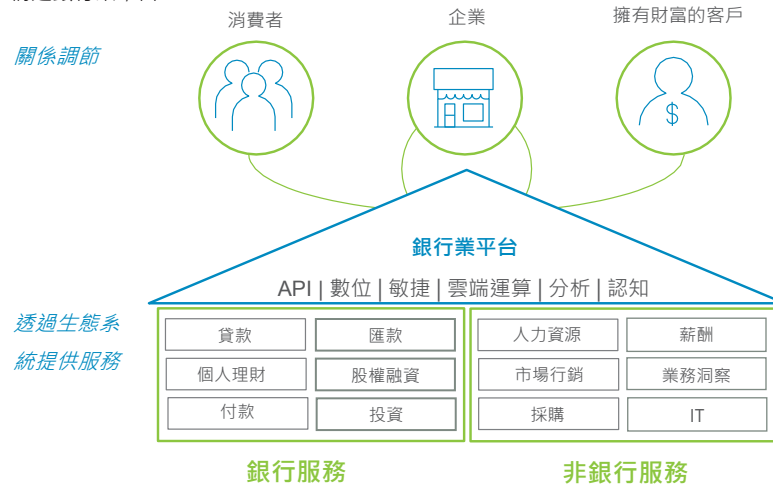 消費者
企業
擁有財富的客戶
關係調節
銀行業平台
API | 數位 | 敏捷 | 雲端運算 | 分析 | 認知
透過生態系
統提供服務
貸款
匯款
人力資源
薪酬
個人理財
股權融資
市場行銷
業務洞察
付款
投資
採購
IT
銀行服務
非銀行服務